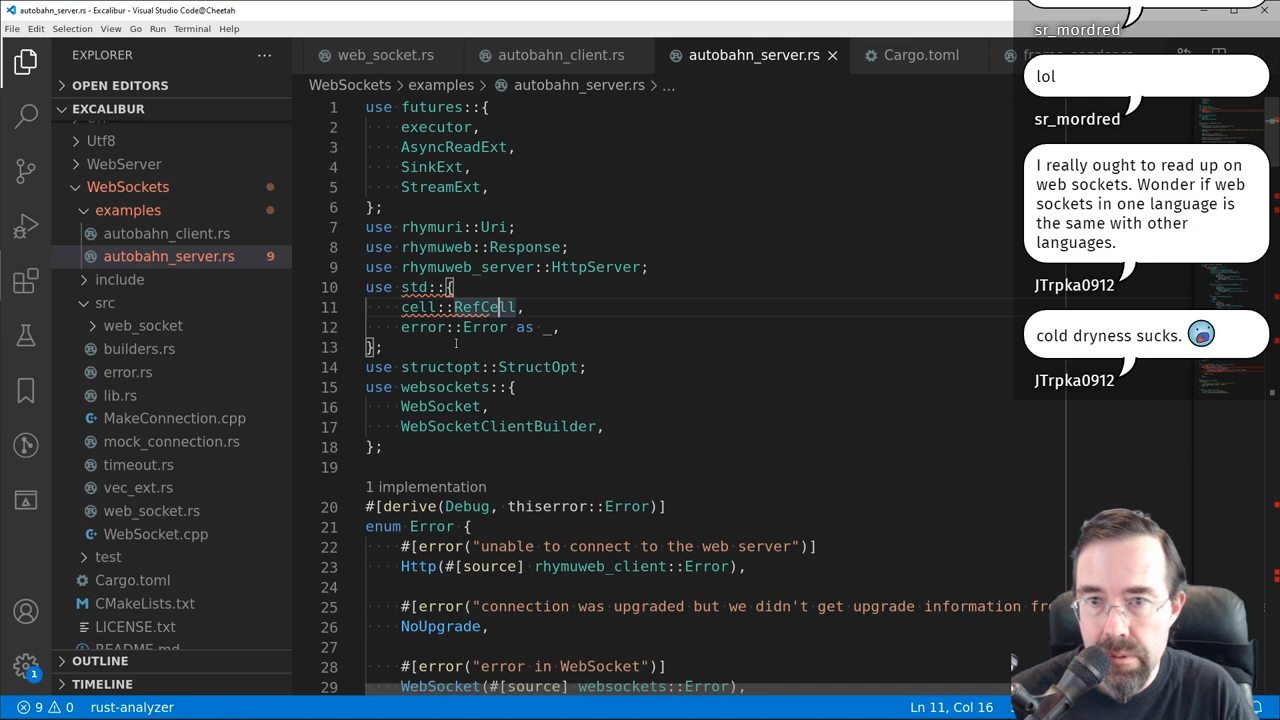 autobahn_server.rs - Excalibur - Visual Studio Code@Cheetah
File Edit Selection View Go Run Terminal Help
EXPLORER
OPEN EDITORS
EXCALIBUR
Utf8
WebServer
WebSockets
examples
autobahn_client.rs
autobahn_server.rs 9
include
src
web_socket
builders.rs
error.rs
lib.rs
MakeConnection.cpp
mock_connection.rs
timeout.rs
vec_ext.rs
web_socket.rs
WebSocket.cpp
test
Cargo.toml
CMakeLists.txt
LICENSE.txt
README.md
OUTLINE
TIMELINE
web_socket.rs autobahn_client.rs autobahn_server.rs Cargo.toml frame_sender.rs
WebSockets > examples > autobahn_server.rs > ...
1 use futures::{
2 executor,
3 AsyncReadExt,
4 SinkExt,
5 StreamExt,
6 };
7 use rhymuri::Uri;
8 use rhymuweb::Response;
9 use rhymuweb_server::HttpServer;
10 use std::{
11 cell::RefCell,
12 error::Error as _,
13 };
14 use structopt::StructOpt;
15 use websockets::{
16 WebSocket,
17 WebSocketClientBuilder,
18 };
19
1 implementation
20 #[derive(Debug, thiserror::Error)]
21 enum Error {
22 #[error("unable to connect to the web server")]
23 Http(#[source] rhymuweb_client::Error),
24
25 #[error("connection was upgraded but we didn't get upgrade information
26 NoUpgrade,
27
28 #[error("error in WebSocket")]
29 WebSocket(#[source] websockets::Error),
sr_mordred
lol
sr_mordred
I really ought to read up on
web sockets. Wonder if web
sockets in one language is
the same with other
languages.
JTrpka0912
cold dryness sucks.
JTrpka0912
1
9 0 rust-analyzer Ln 11, Col 16